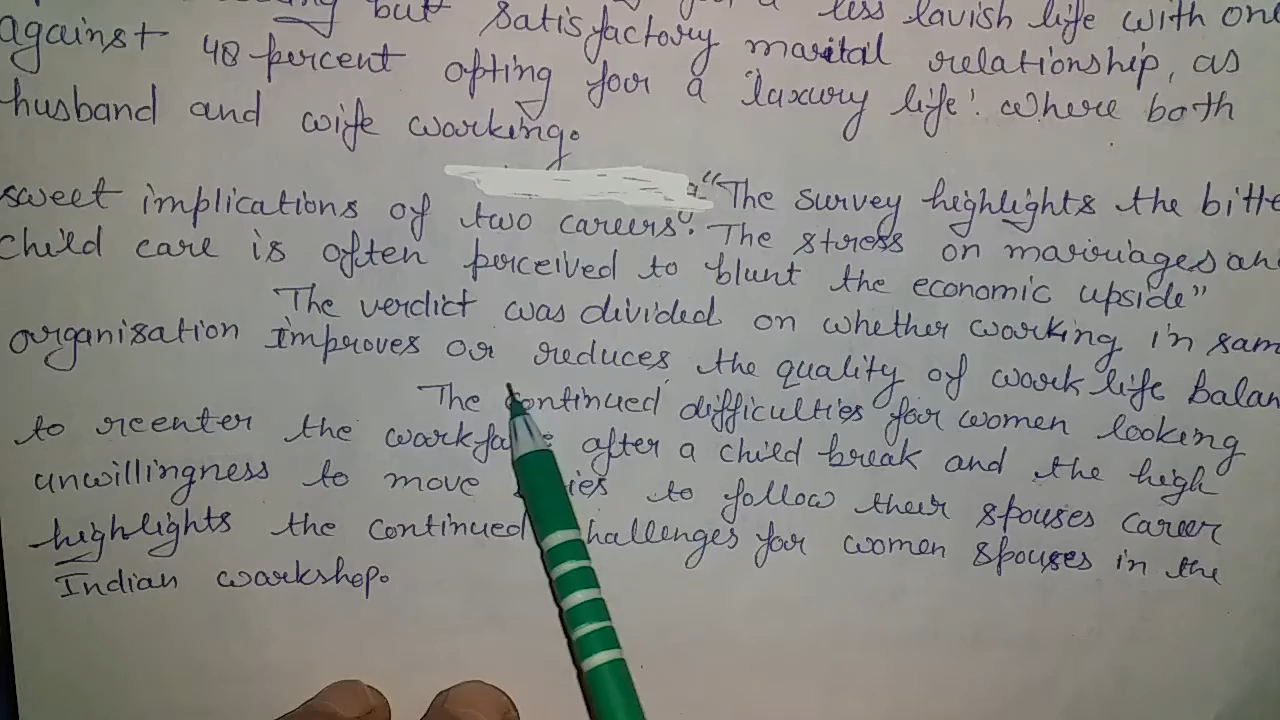 but satisfactory less lavish life with one
against 48 percent opting for a 'luxury life'. where both marital relationship, as
husband and wife working.
"The survey highlights the bitte
sweet implications of two careers". The stress on marriages an
child care is often perceived to blunt the economic upside"
The verdict was divided on whether working in sam
organisation improves or reduces the quality of work life balan
The continued difficulties for women looking
to reenter the workfo after a child break and the high
unwillingness to move to follow their spouses career
highlights the continued challenges for women spouses in the
Indian workshop.